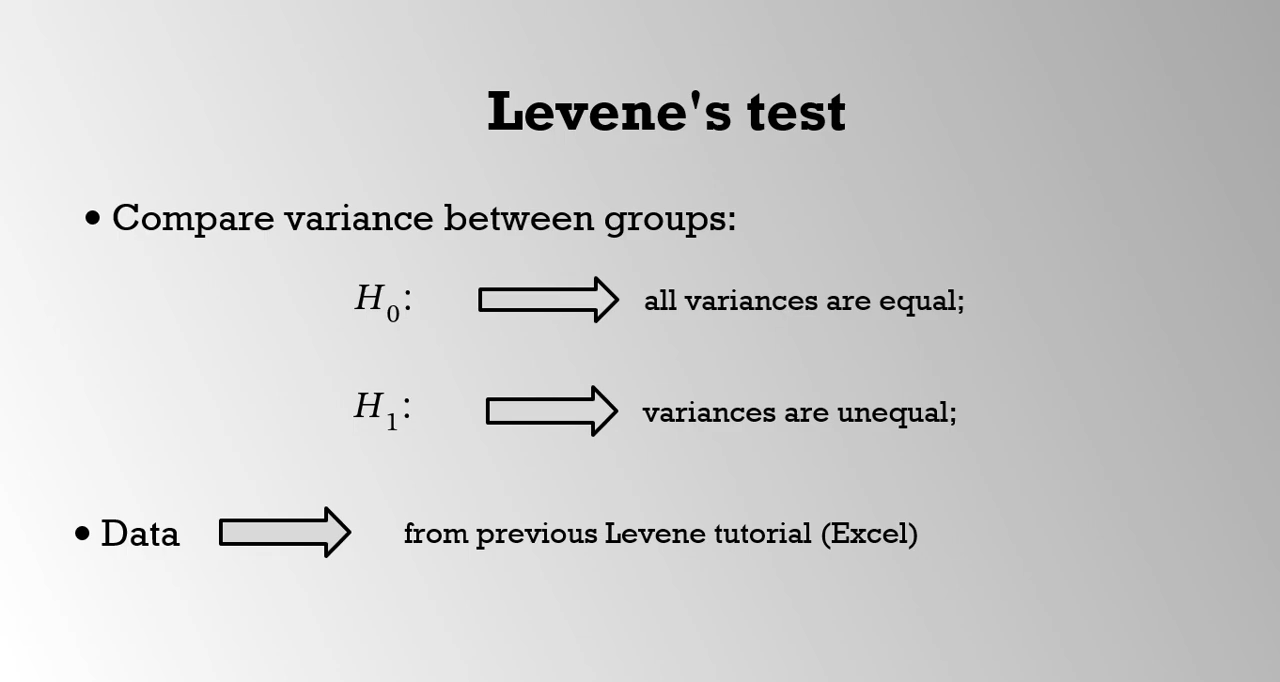 Levene's test
• Compare variance between groups:
H₀: all variances are equal;
H₁: variances are unequal;
• Data from previous Levene tutorial (Excel)